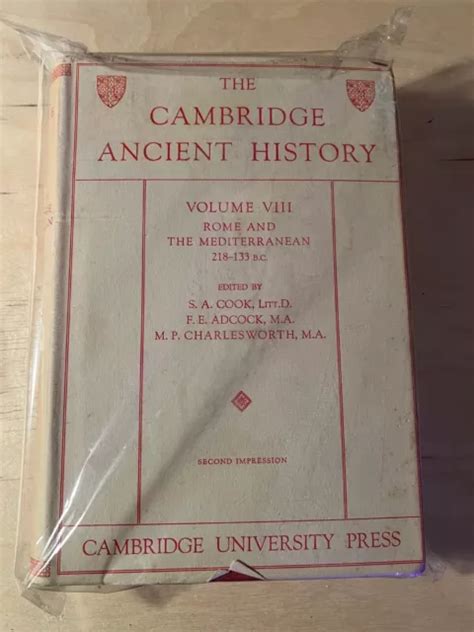 THE
CAMBRIDGE
ANCIENT HISTORY
VOLUME VIII
ROME AND
THE MEDITERRANEAN
218–133 B.C.
EDITED BY
S. A. COOK, LITT.D.
F. E. ADCOCK, M.A.
M. P. CHARLESWORTH, M.A.
SECOND IMPRESSION
CAMBRIDGE UNIVERSITY PRESS